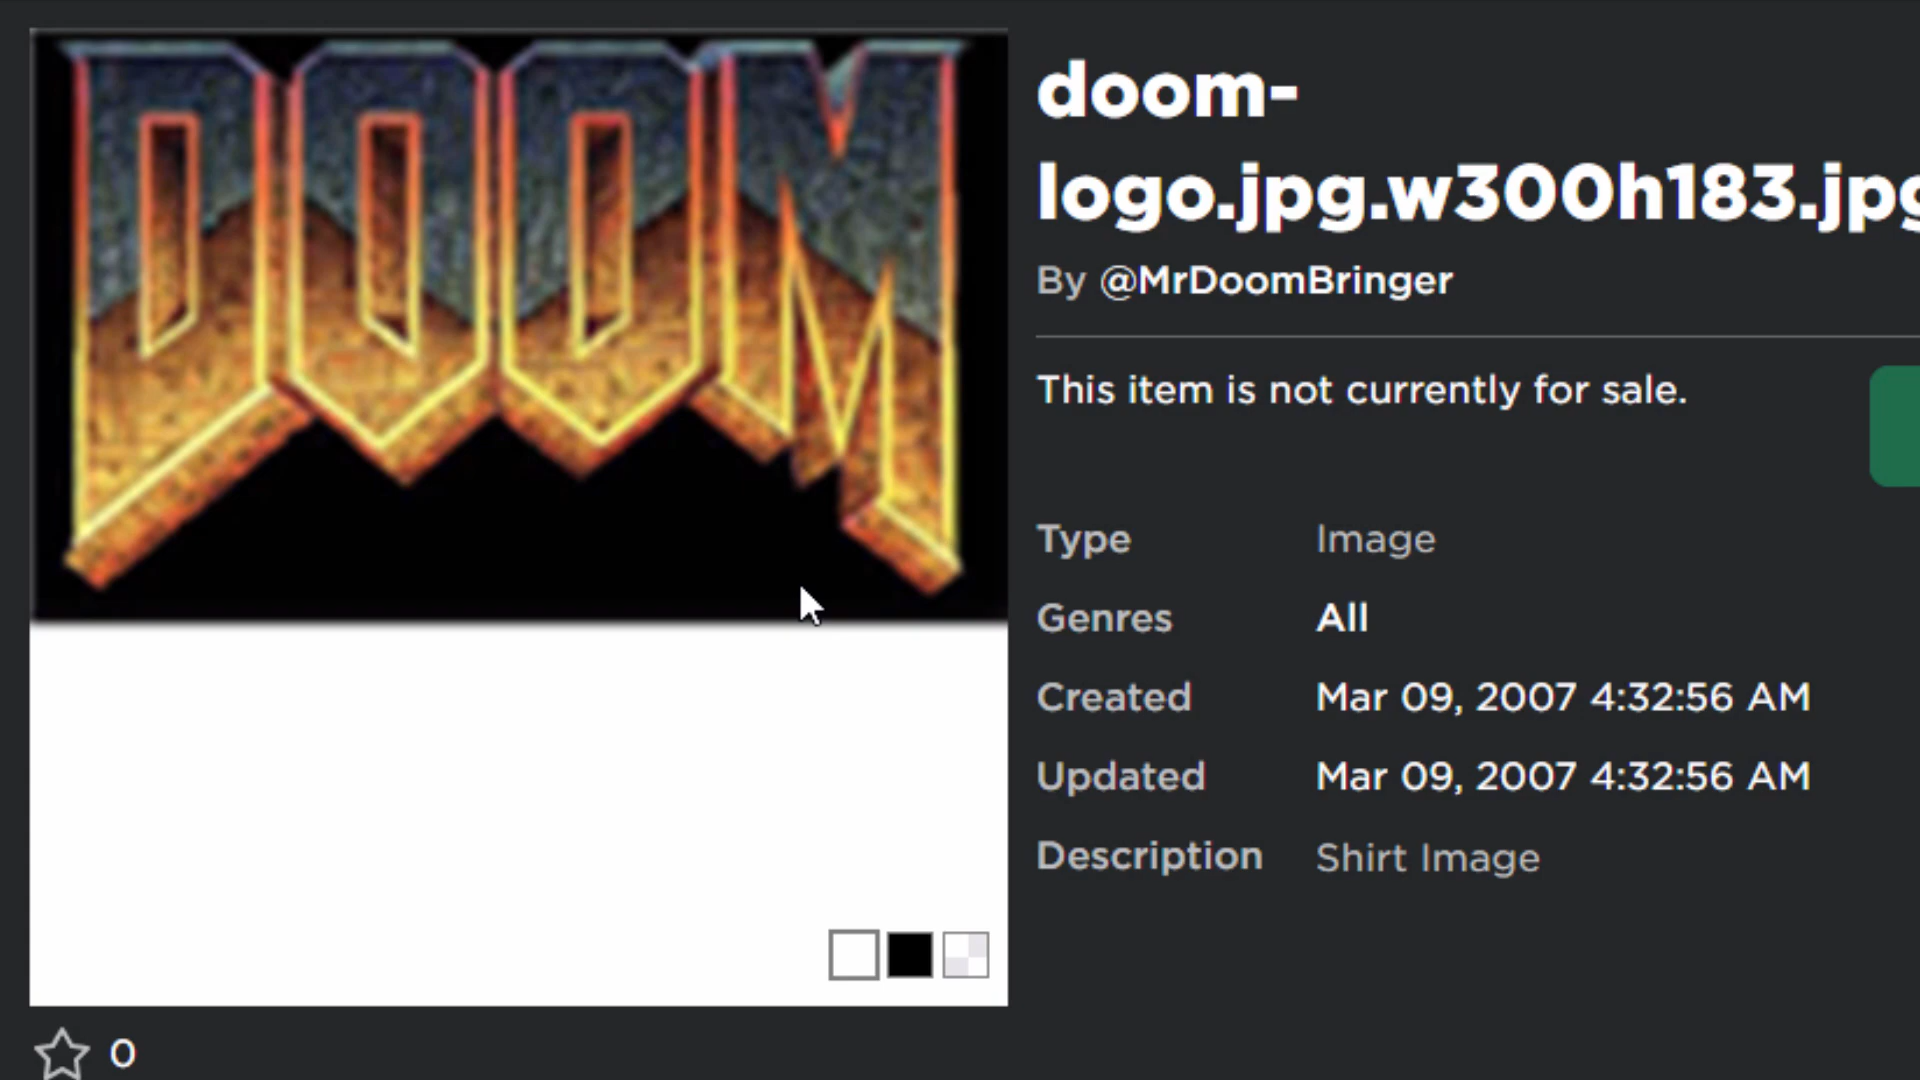 DOOM
doom-
logo.jpg.w300h183.jpg
By @MrDoomBringer
This item is not currently for sale.
Type Image
Genres All
Created Mar 09, 2007 4:32:56 AM
Updated Mar 09, 2007 4:32:56 AM
Description Shirt Image
0